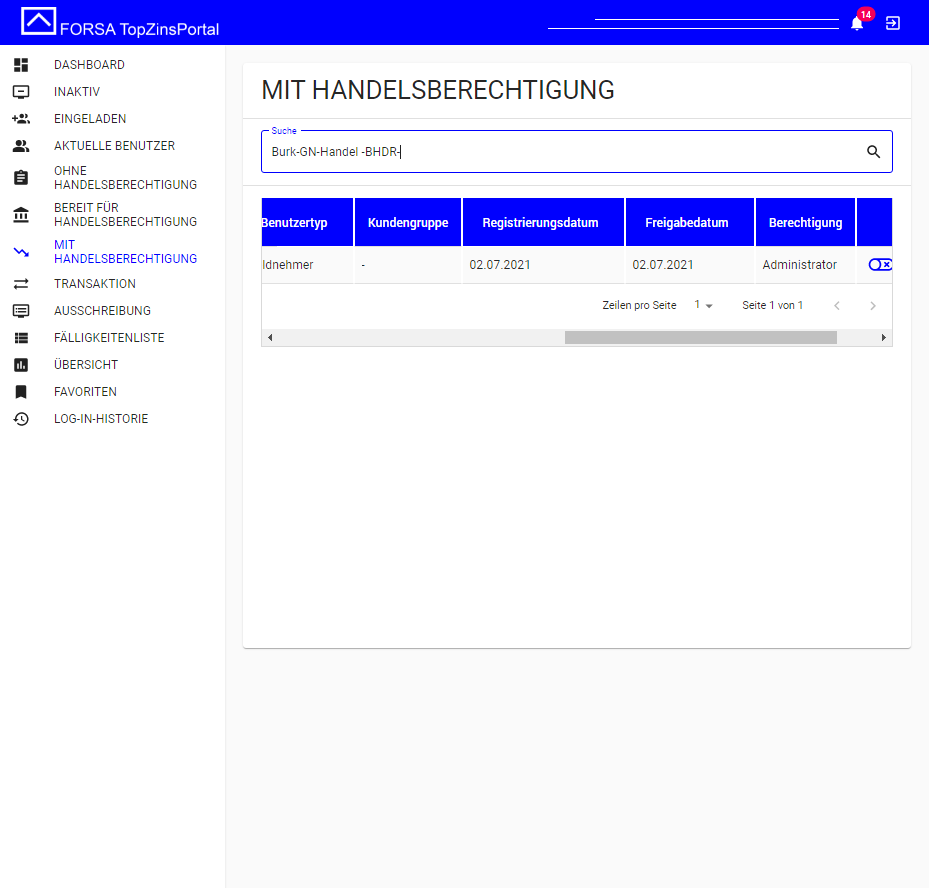 FORSA TopZinsPortal
14
DASHBOARD
INAKTIV
EINGELADEN
AKTUELLE BENUTZER
OHNE
HANDELSBERECHTIGUNG
BEREIT FÜR
HANDELSBERECHTIGUNG
MIT
HANDELSBERECHTIGUNG
TRANSAKTION
AUSSCHREIBUNG
FÄLLIGKEITENLISTE
ÜBERSICHT
FAVORITEN
LOG-IN-HISTORIE
MIT HANDELSBERECHTIGUNG
Suche
Burk-GN-Handel -BHDR-
Benutzertyp Kundengruppe Registrierungsdatum Freigabedatum Berechtigung
ldnehmer - 02.07.2021 02.07.2021 Administrator
Zeilen pro Seite 1 Seite 1 von 1